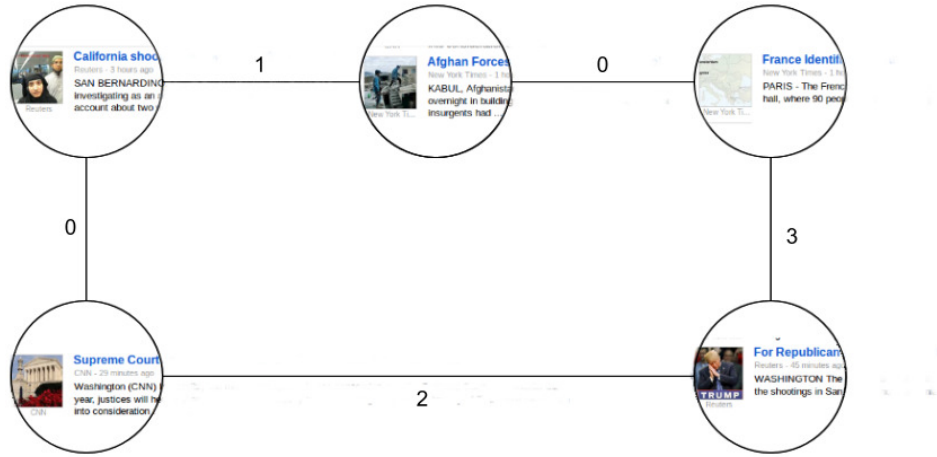 California shoo
Reuters - 3 hours ago
SAN BERNARDINO
investigating as an
account about two
Reuters
1
Afghan Forces
New York Times - 1 h
KABUL, Afghanista
overnight in building
insurgents had ...
New York Ti...
0
France Identifi
New York Times - 1 h
PARIS - The Frenc
hall, where 90 peo
New York Ti...
0
3
Supreme Court
CNN - 29 minutes ago
Washington (CNN)
year, justices will he
into consideration
CNN
2
For Republican
Reuters - 45 minutes ago
WASHINGTON The
the shootings in San
TRUMP
Reuters